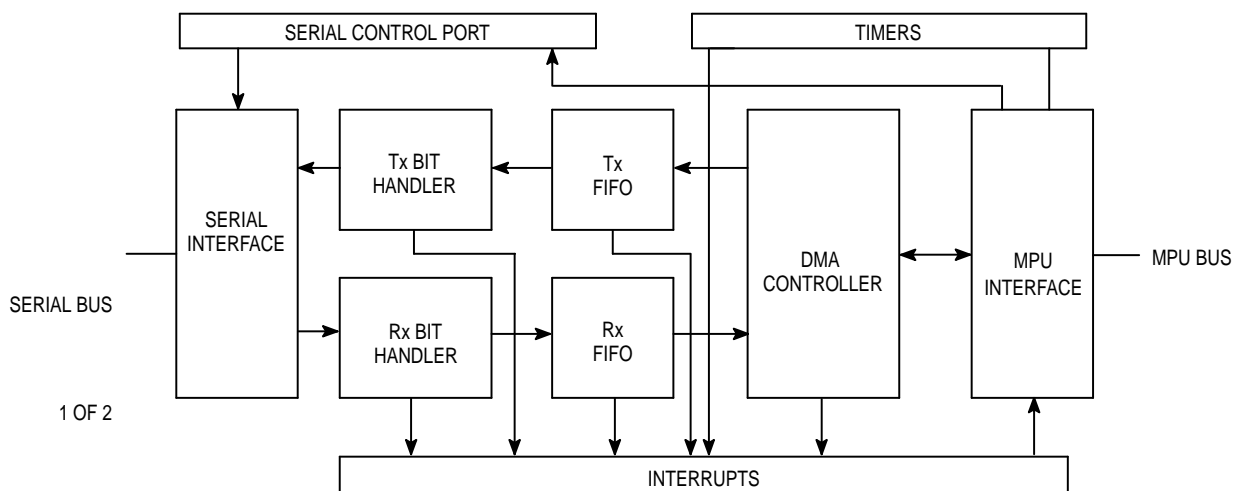 SERIAL CONTROL PORT
TIMERS
Tx BIT
HANDLER
Tx
FIFO
SERIAL
INTERFACE
DMA
CONTROLLER
MPU
INTERFACE
MPU BUS
SERIAL BUS
Rx BIT
HANDLER
Rx
FIFO
1 OF 2
INTERRUPTS